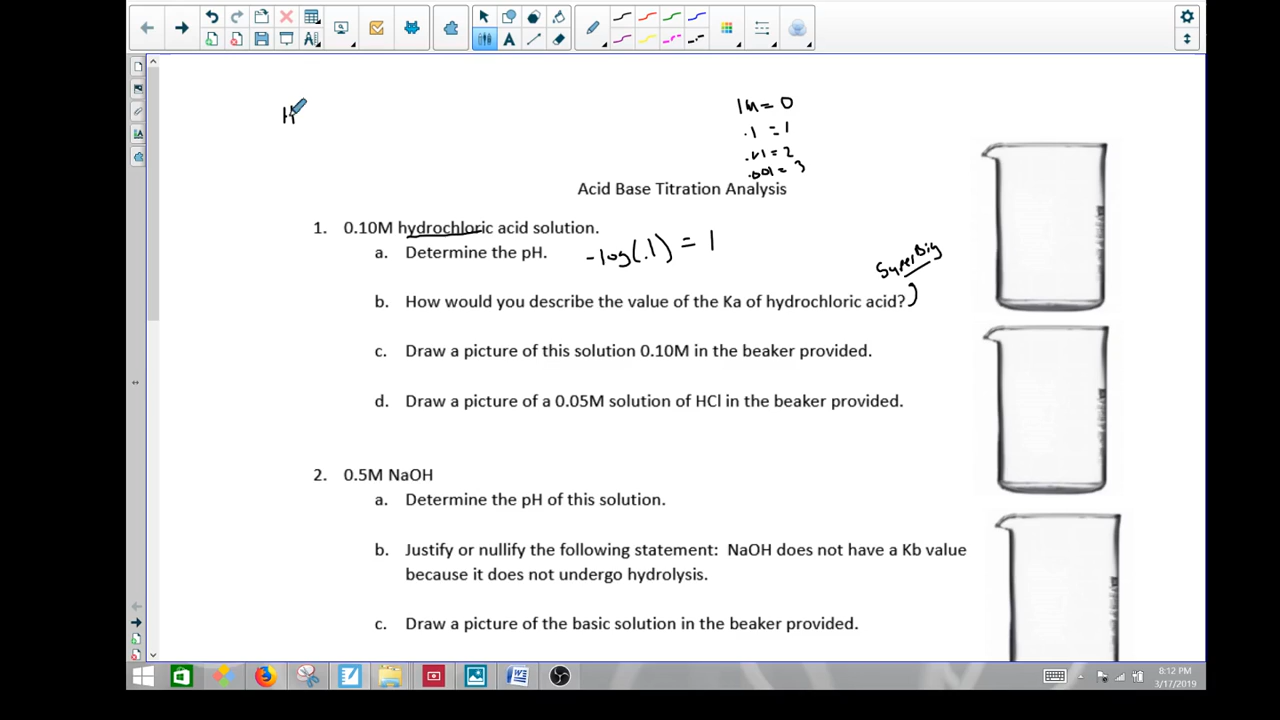 H
1M = 0
.1 = 1
.01 = 2
.001 = 3
Acid Base Titration Analysis
1. 0.10M hydrochloric acid solution.
a. Determine the pH. -log(.1) = 1
Super Big
b. How would you describe the value of the Ka of hydrochloric acid?
c. Draw a picture of this solution 0.10M in the beaker provided.
d. Draw a picture of a 0.05M solution of HCl in the beaker provided.
2. 0.5M NaOH
a. Determine the pH of this solution.
b. Justify or nullify the following statement: NaOH does not have a Kb value
because it does not undergo hydrolysis.
c. Draw a picture of the basic solution in the beaker provided.
8:12 PM
3/17/2019